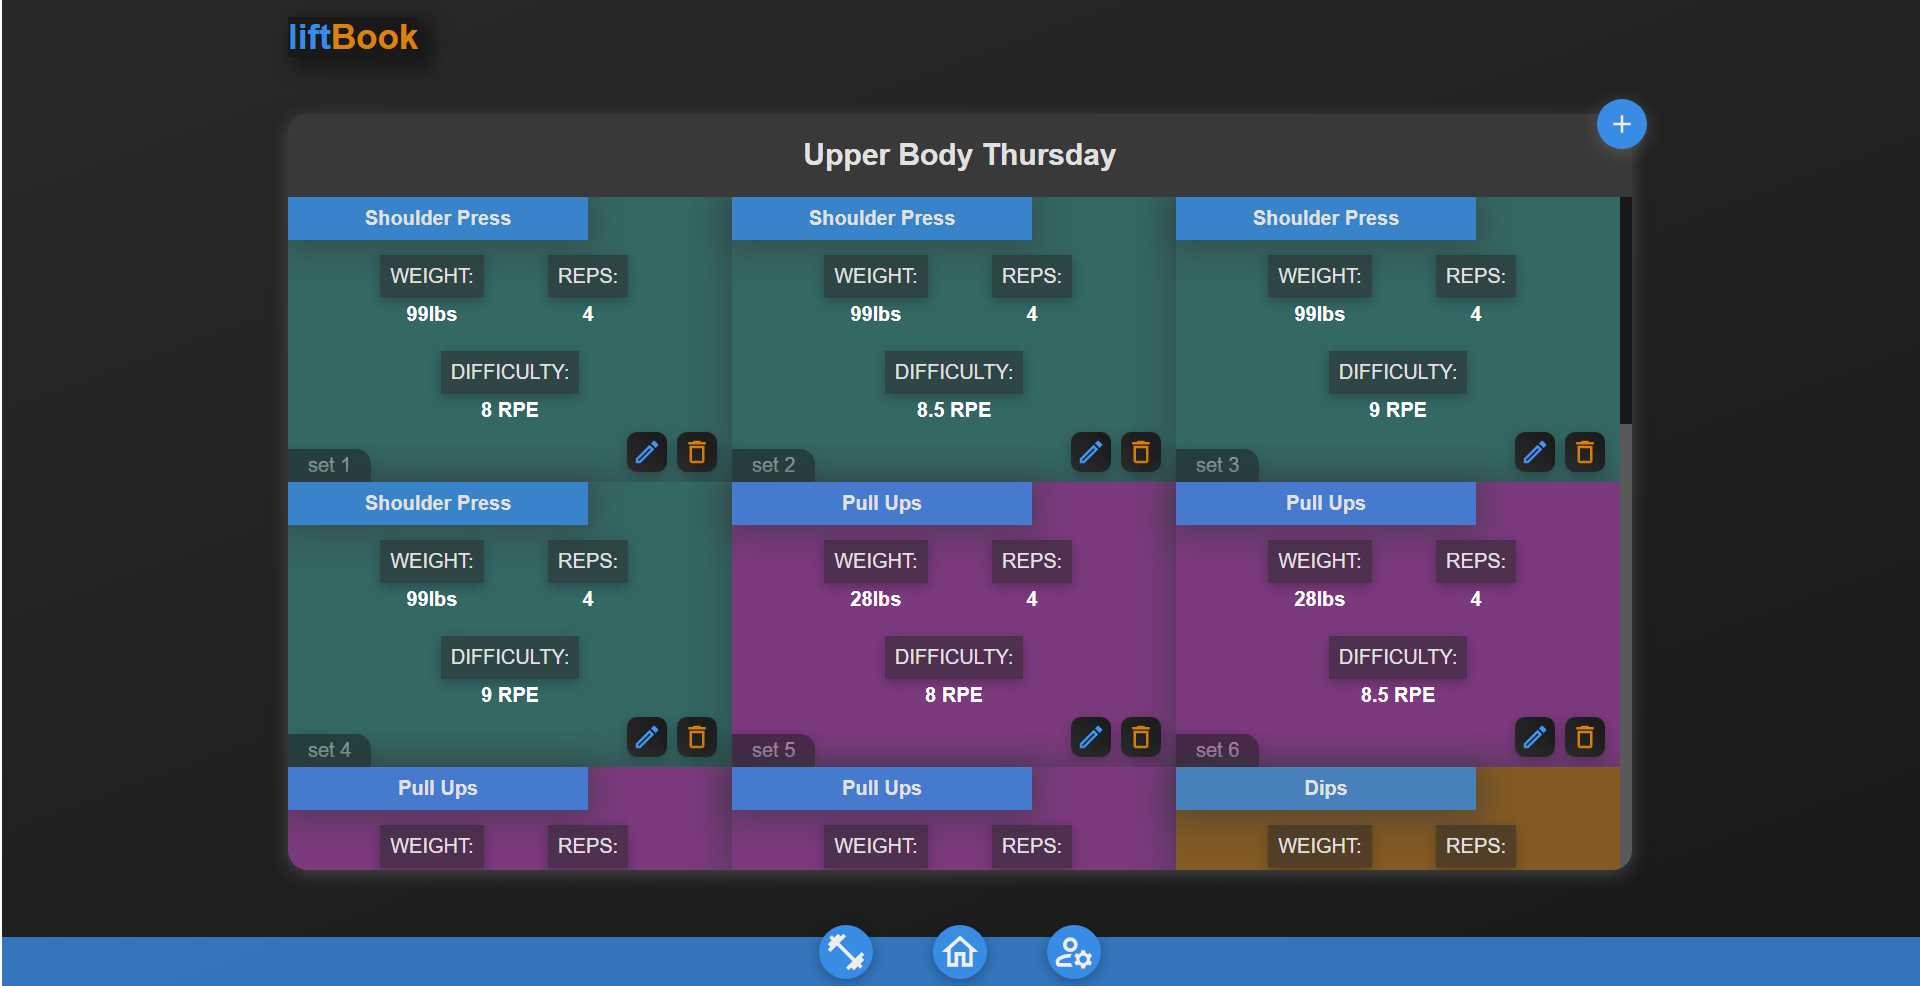 liftBook
Upper Body Thursday
Shoulder Press
WEIGHT: REPS:
99lbs 4
DIFFICULTY:
8 RPE
set 1
Shoulder Press
WEIGHT: REPS:
99lbs 4
DIFFICULTY:
8.5 RPE
set 2
Shoulder Press
WEIGHT: REPS:
99lbs 4
DIFFICULTY:
9 RPE
set 3
Shoulder Press
WEIGHT: REPS:
99lbs 4
DIFFICULTY:
9 RPE
set 4
Pull Ups
WEIGHT: REPS:
28lbs 4
DIFFICULTY:
8 RPE
set 5
Pull Ups
WEIGHT: REPS:
28lbs 4
DIFFICULTY:
8.5 RPE
set 6
Pull Ups
WEIGHT: REPS:
Pull Ups
WEIGHT: REPS:
Dips
WEIGHT: REPS: